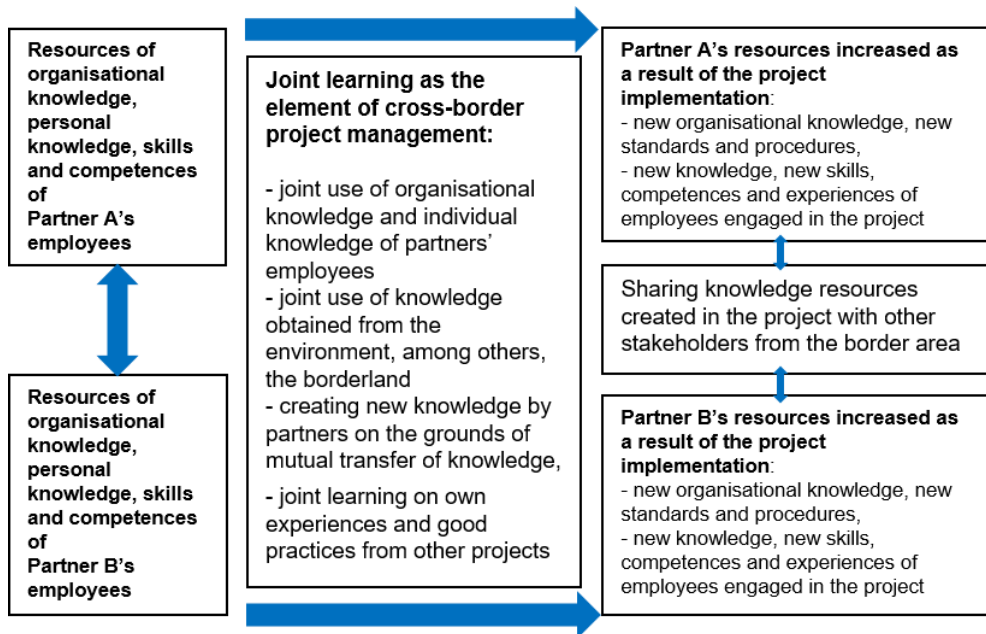 Resources of
organisational
knowledge,
personal
knowledge, skills
and competences
of
Partner A's
employees
Resources of
organisational
knowledge,
personal
knowledge, skills
and competences
of
Partner B's
employees
Joint learning as the
element of cross-border
project management:
- joint use of organisational
knowledge and individual
knowledge of partners'
employees
- joint use of knowledge
obtained from the
environment, among others,
the borderland
- creating new knowledge by
partners on the grounds of
mutual transfer of knowledge,
- joint learning on own
experiences and good
practices from other projects
Partner A's resources increased as
a result of the project
implementation:
- new organisational knowledge, new
standards and procedures,
- new knowledge, new skills,
competences and experiences of
employees engaged in the project
Sharing knowledge resources
created in the project with other
stakeholders from the border area
Partner B's resources increased as
a result of the project
implementation:
- new organisational knowledge, new
standards and procedures,
- new knowledge, new skills,
competences and experiences of
employees engaged in the project